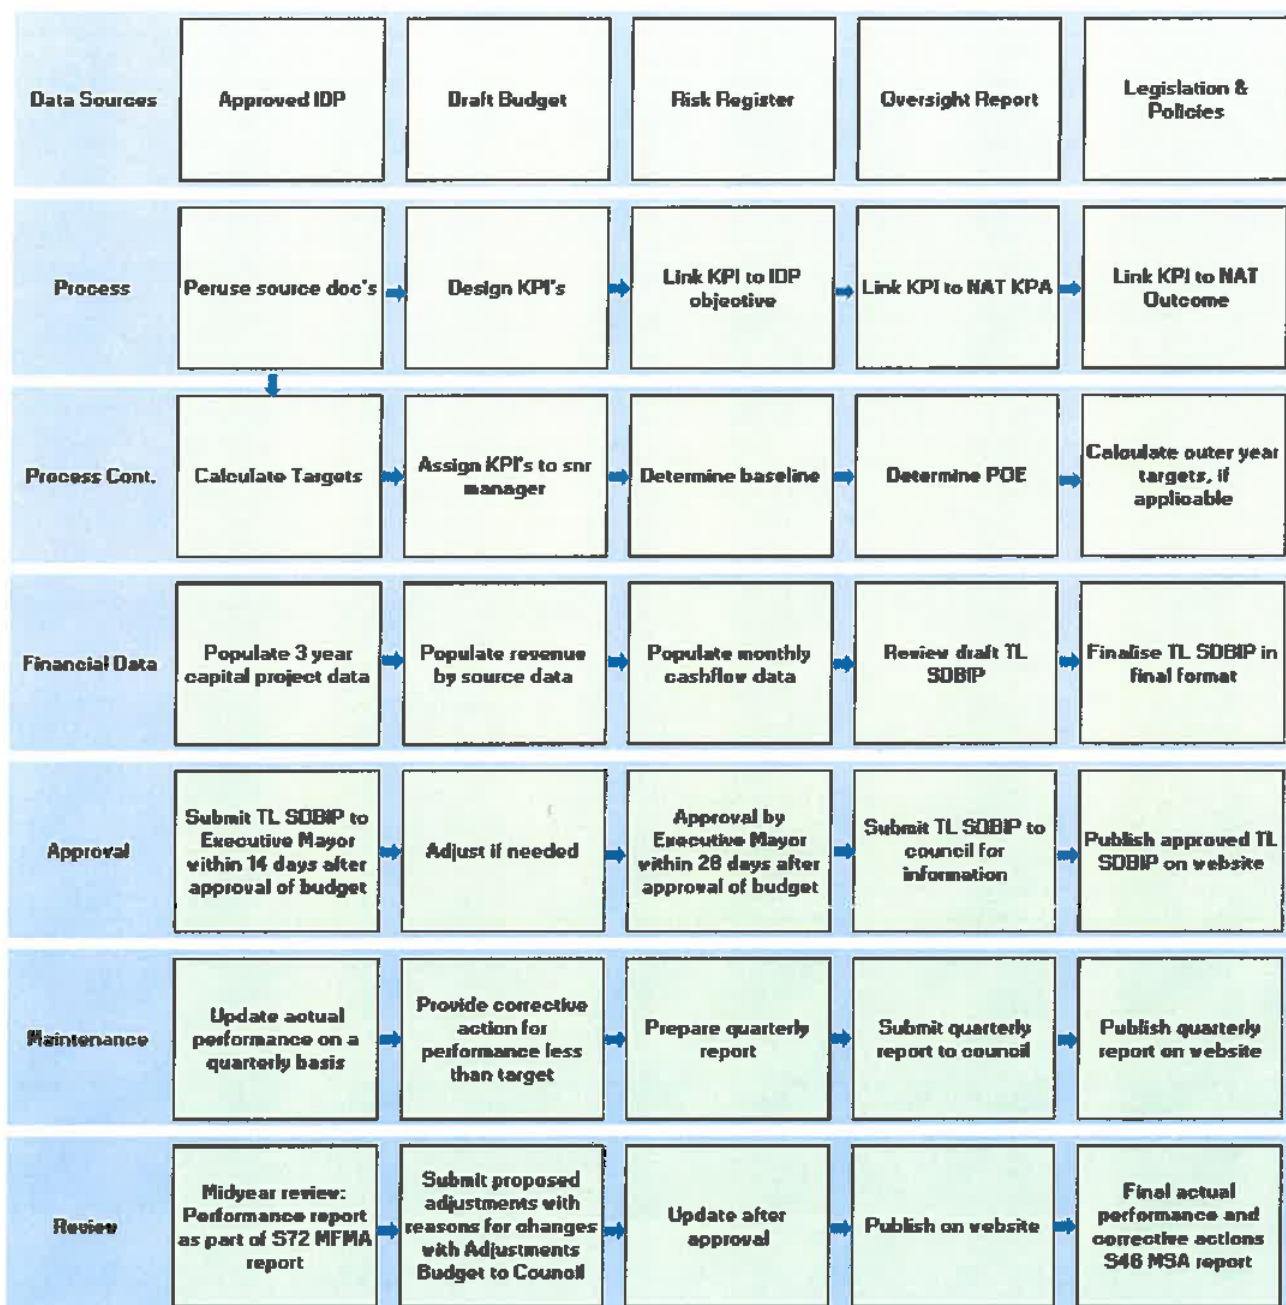 Data Sources
Approved IDP
Draft Budget
Risk Register
Oversight Report
Legislation &
Policies
Process
Peruse source doc's
Design KPI's
Link KPI to IDP
objective
Link KPI to NAT KPA
Link KPI to NAT
Outcome
Process Cont.
Calculate Targets
Assign KPI's to snr
manager
Determine baseline
Determine POE
Calculate outer year
targets, if
applicable
Financial Data
Populate 3 year
capital project data
Populate revenue
by source data
Populate monthly
cashflow data
Review draft TL
SDBIP
Finalise TL SDBIP in
final format
Approval
Submit TL SDBIP to
Executive Mayor
within 14 days after
approval of budget
Adjust if needed
Approval by
Executive Mayor
within 28 days after
approval of budget
Submit TL SDBIP to
council for
information
Publish approved TL
SDBIP on website
Maintenance
Update actual
performance on a
quarterly basis
Provide corrective
action for
performance less
than target
Prepare quarterly
report
Submit quarterly
report to council
Publish quarterly
report on website
Review
Midyear review:
Performance report
as part of S72 MFMA
report
Submit proposed
adjustments with
reasons for changes
with Adjustments
Budget to Council
Update after
approval
Publish on website
Final actual
performance and
corrective actions
S46 MSA report